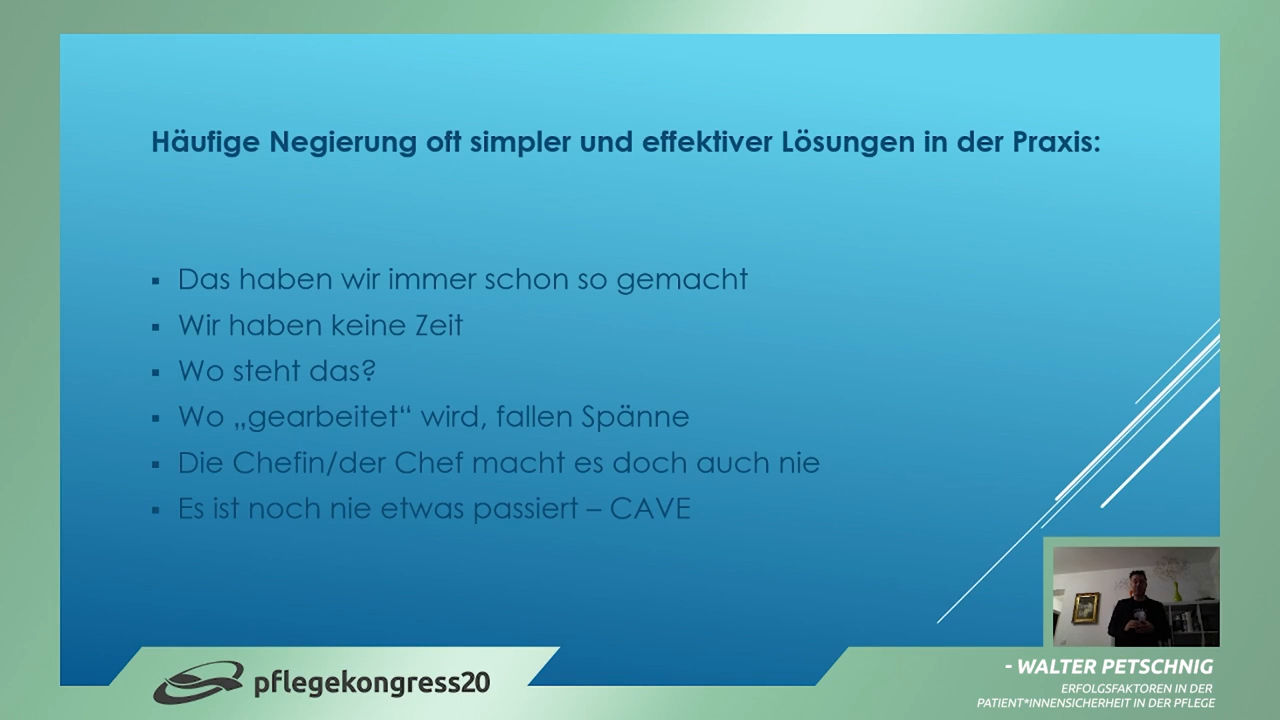 Häufige Negierung oft simpler und effektiver Lösungen in der Praxis:
▪ Das haben wir immer schon so gemacht
▪ Wir haben keine Zeit
▪ Wo steht das?
▪ Wo „gearbeitet“ wird, fallen Spänne
▪ Die Chefin/der Chef macht es doch auch nie
▪ Es ist noch nie etwas passiert – CAVE
pflegekongress20
- WALTER PETSCHNIG
ERFOLGSFAKTOREN IN DER
PATIENT*INNENSICHERHEIT IN DER PFLEGE